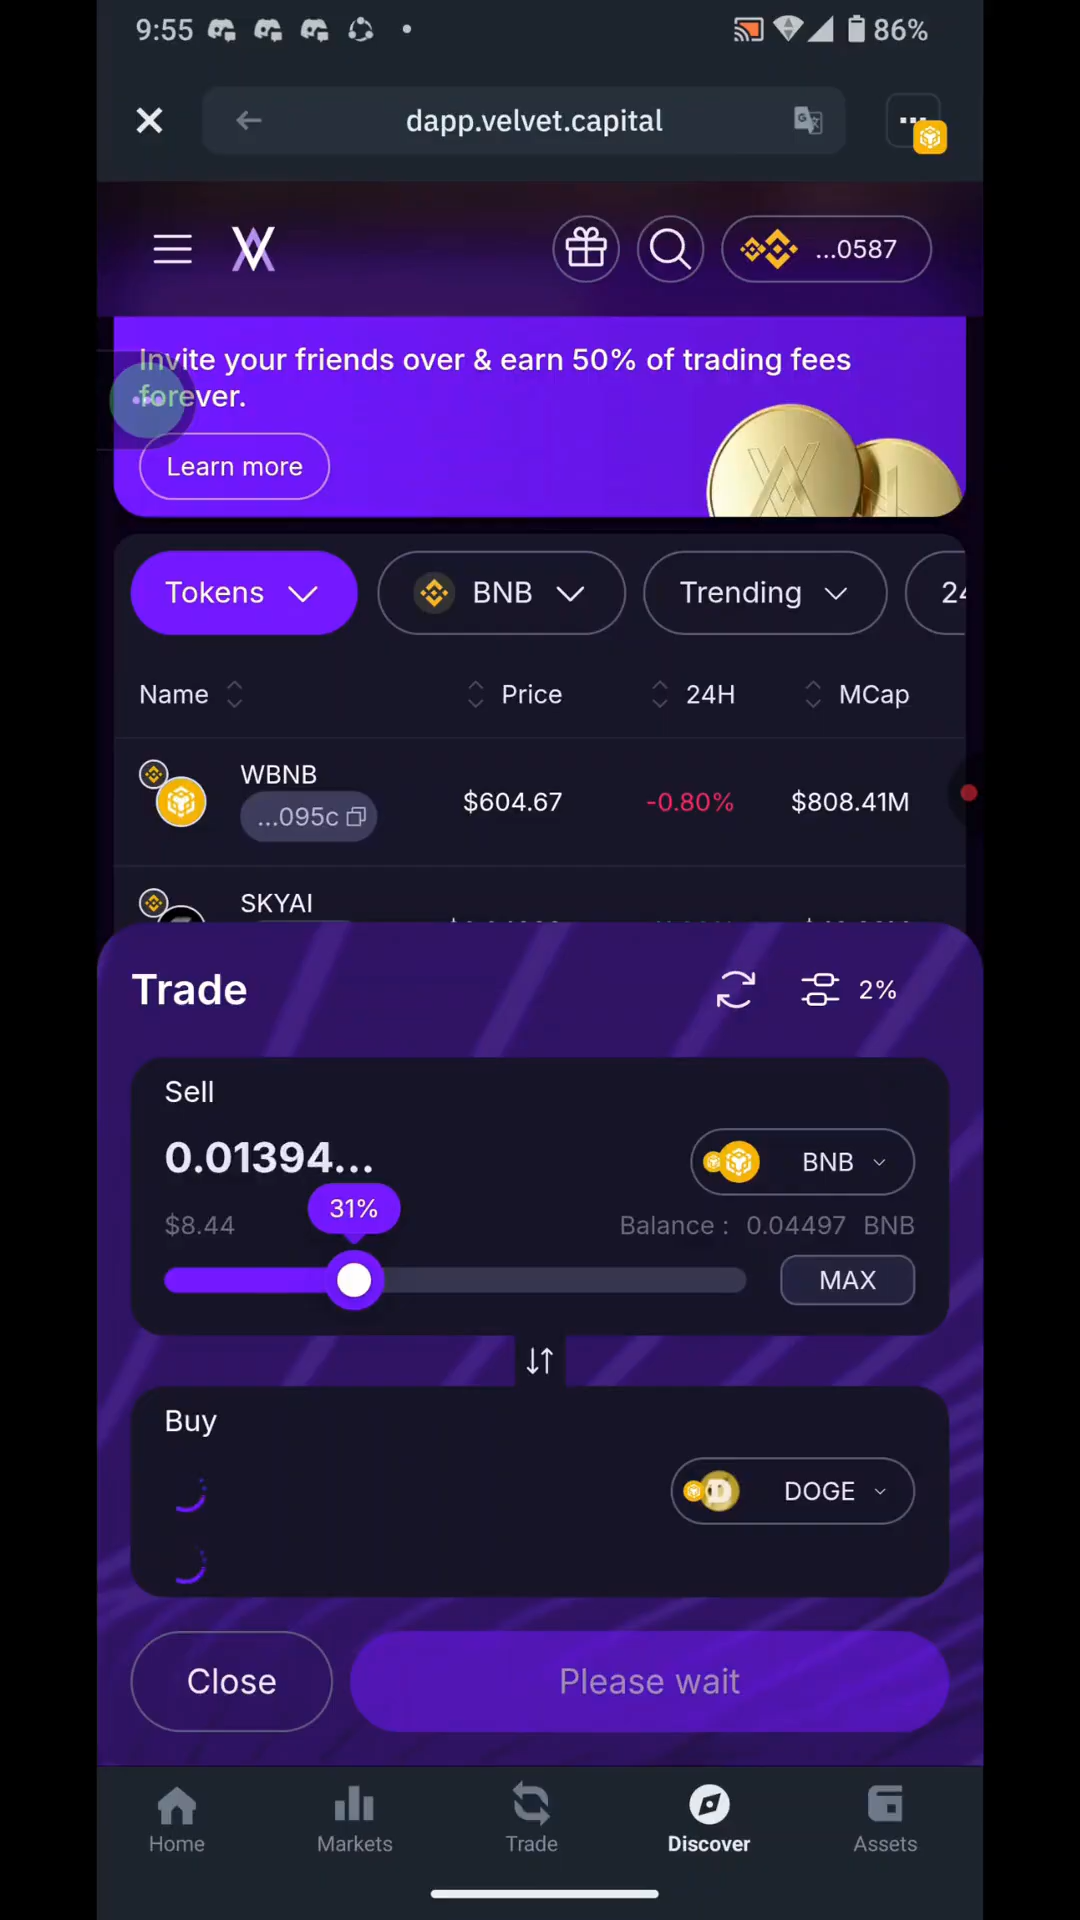 9:55
86%
dapp.velvet.capital
...0587
Invite your friends over & earn 50% of trading fees
forever.
Learn more
Tokens
BNB
Trending
Name
Price
24H
MCap
WBNB
...095c
$604.67
-0.80%
$808.41M
SKYAI
Trade
2%
Sell
0.01394...
BNB
31%
$8.44
Balance : 0.04497 BNB
MAX
Buy
DOGE
Close
Please wait
Home
Markets
Trade
Discover
Assets